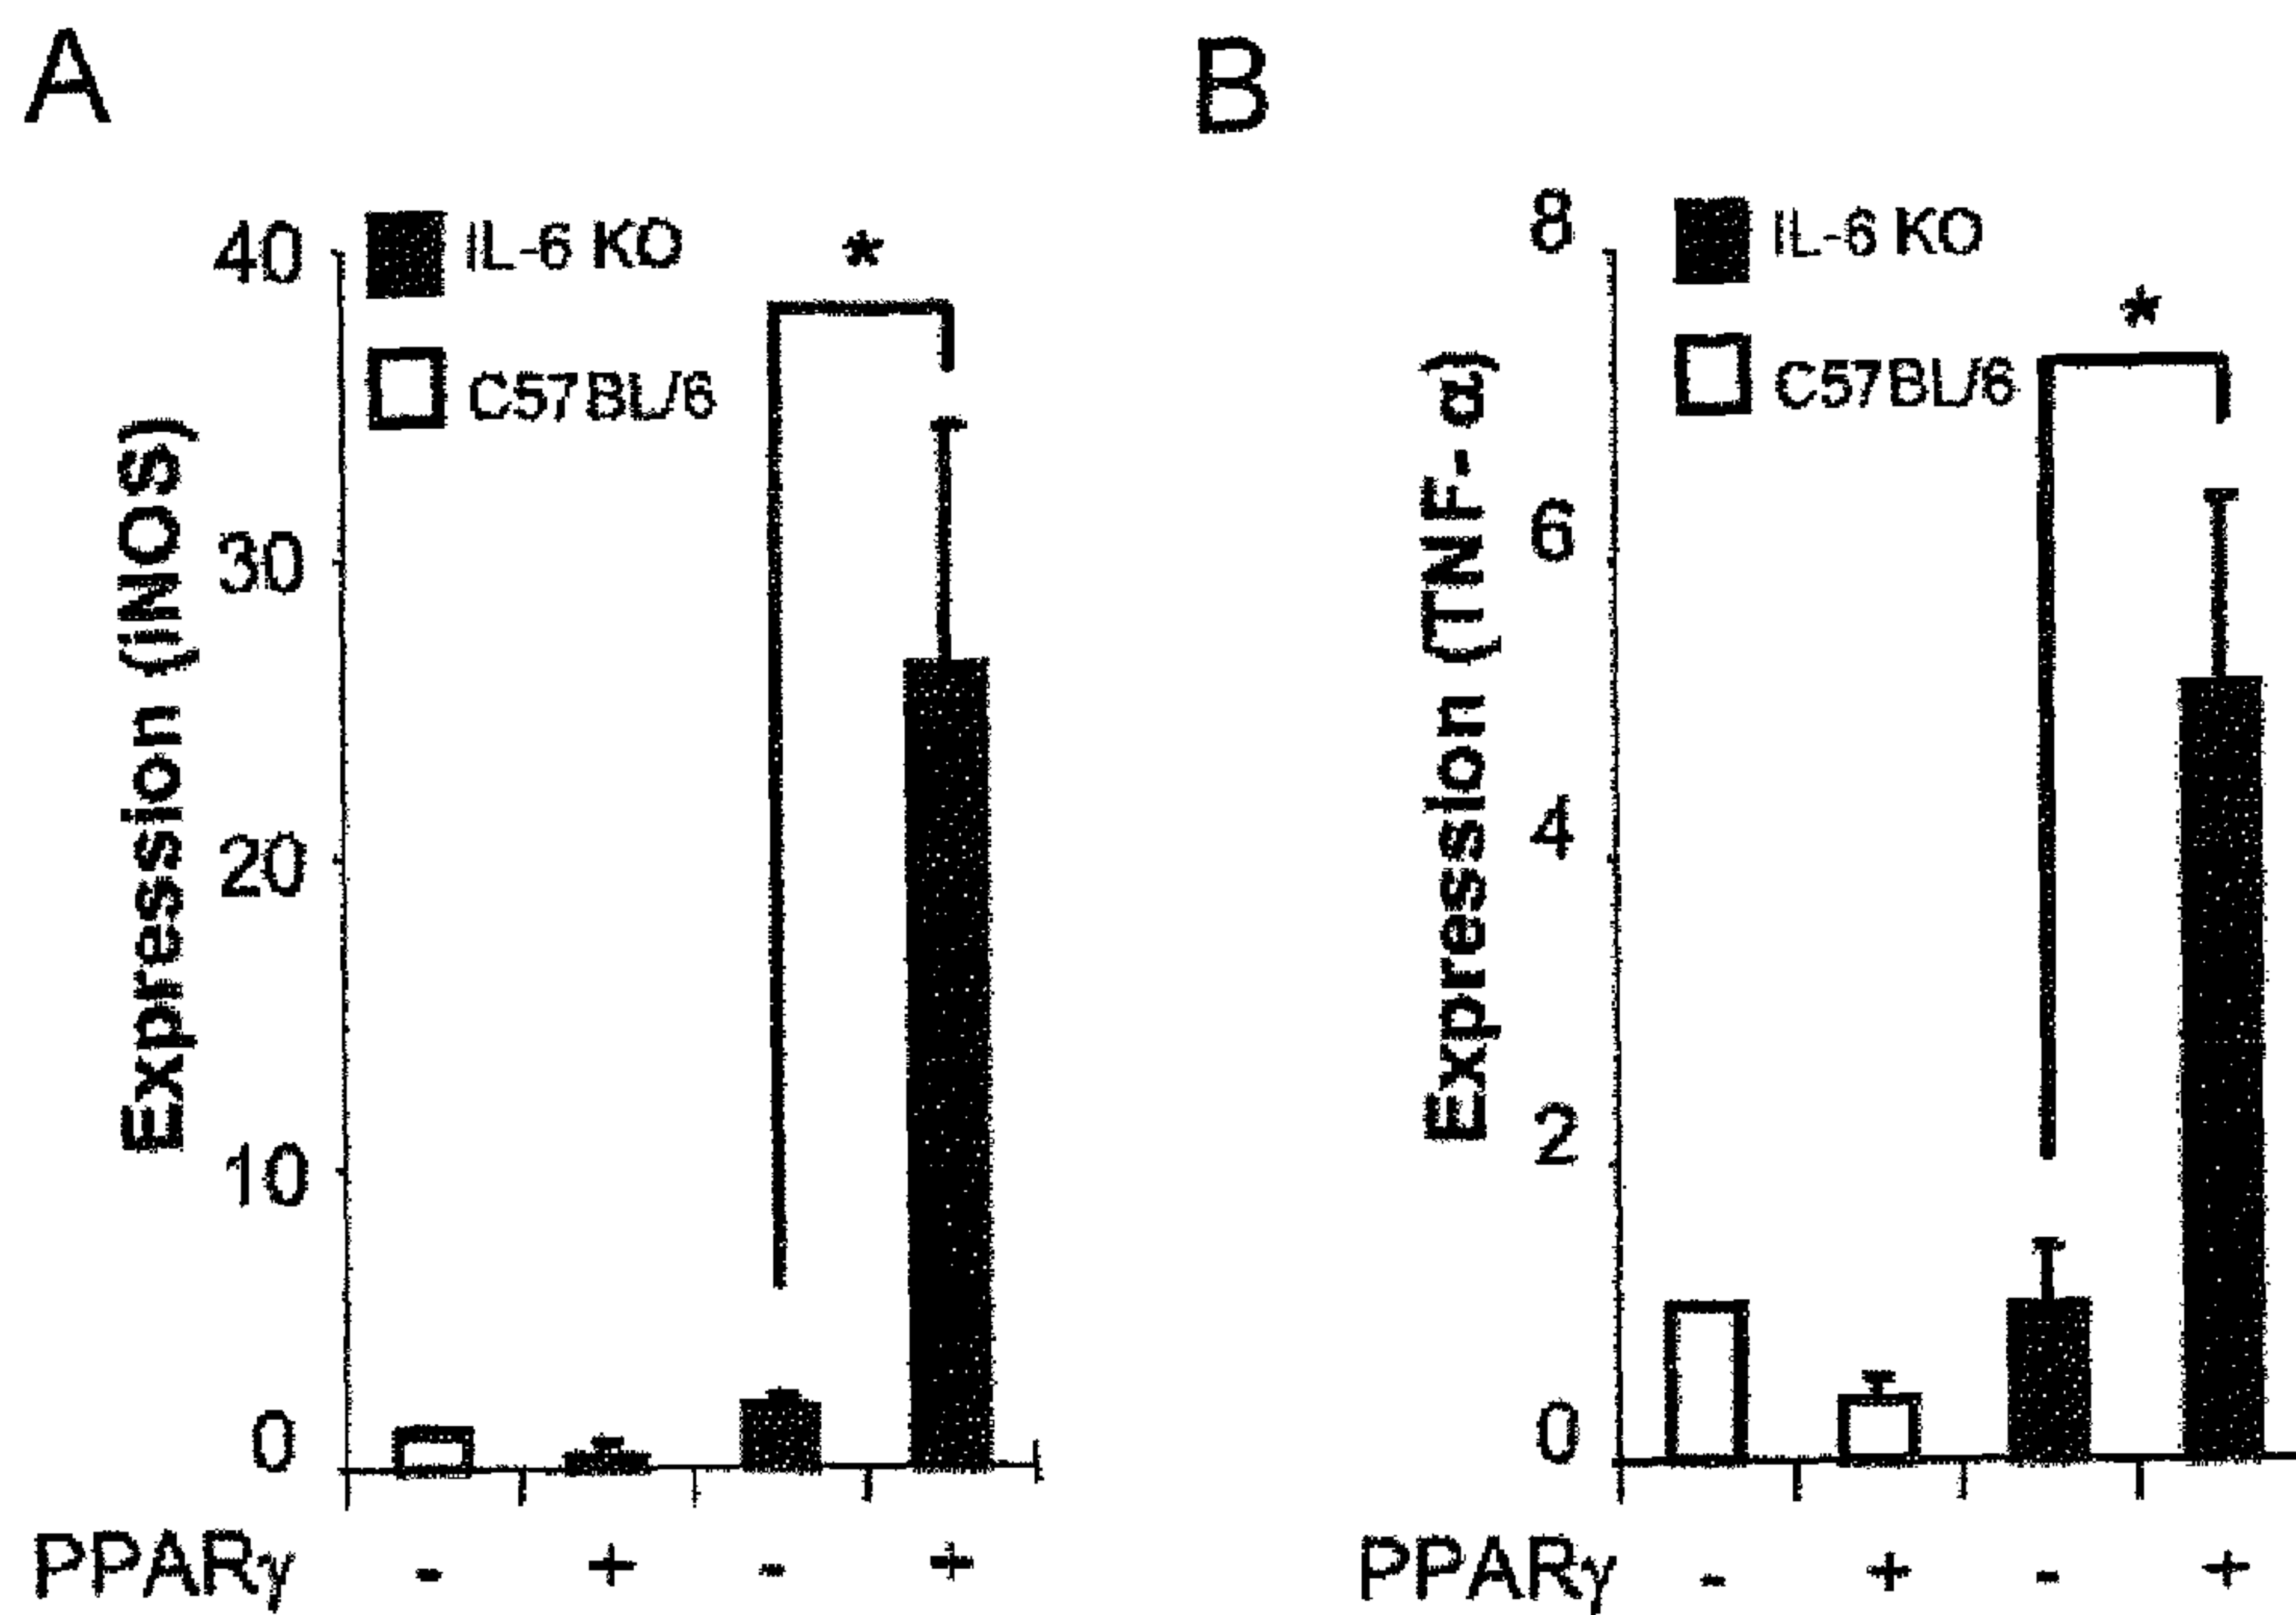 A
B
40
30
20
10
0
Expression (iNOS)
IL-6 KO
C57BL/6
*
PPARγ - + - +
8
6
4
2
0
Expression (TNF-α)
IL-6 KO
C57BL/6
*
PPARγ - + - +